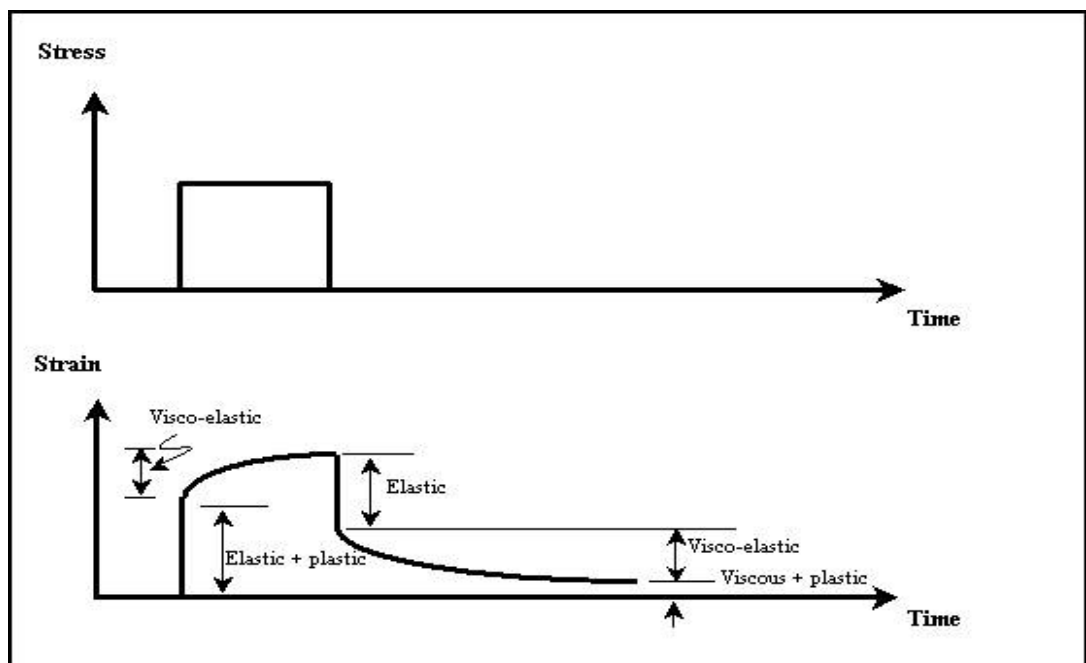 Stress
Time
Strain
Visco-elastic
Elastic
Elastic + plastic
Visco-elastic
Viscous + plastic
Time